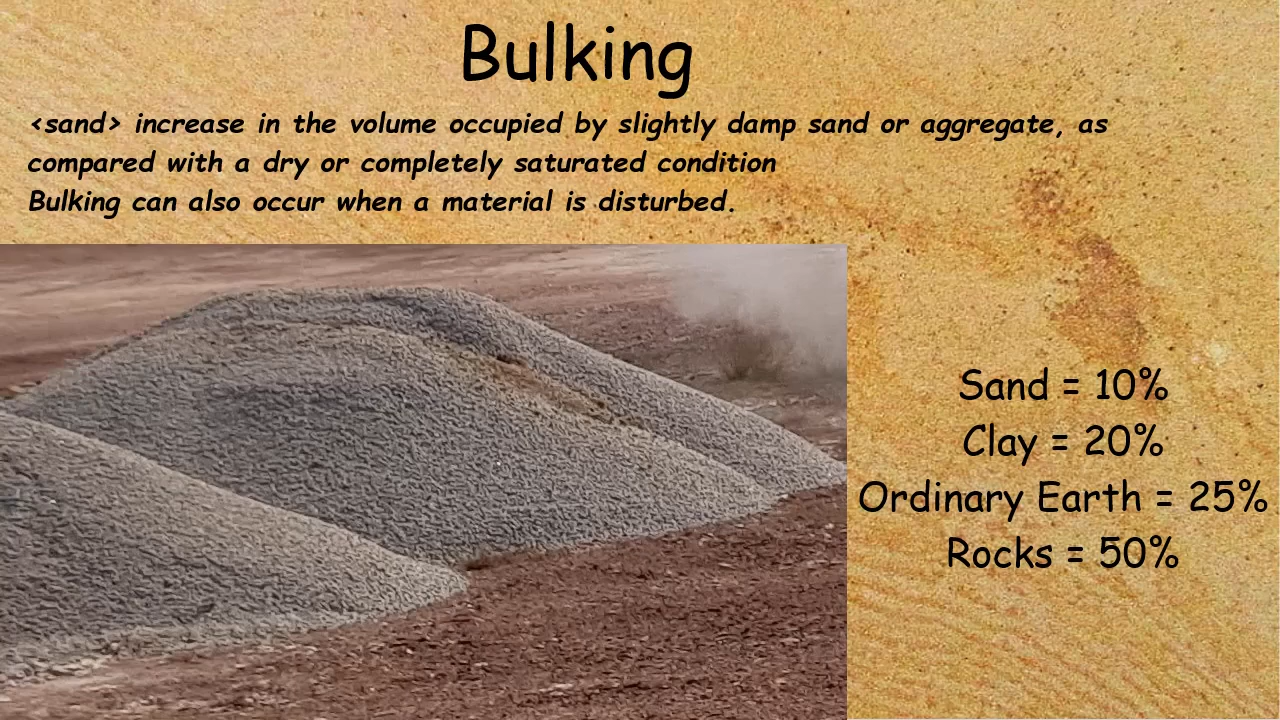 Bulking
<sand> increase in the volume occupied by slightly damp sand or aggregate, as
compared with a dry or completely saturated condition
Bulking can also occur when a material is disturbed.
Sand = 10%
Clay = 20%
Ordinary Earth = 25%
Rocks = 50%